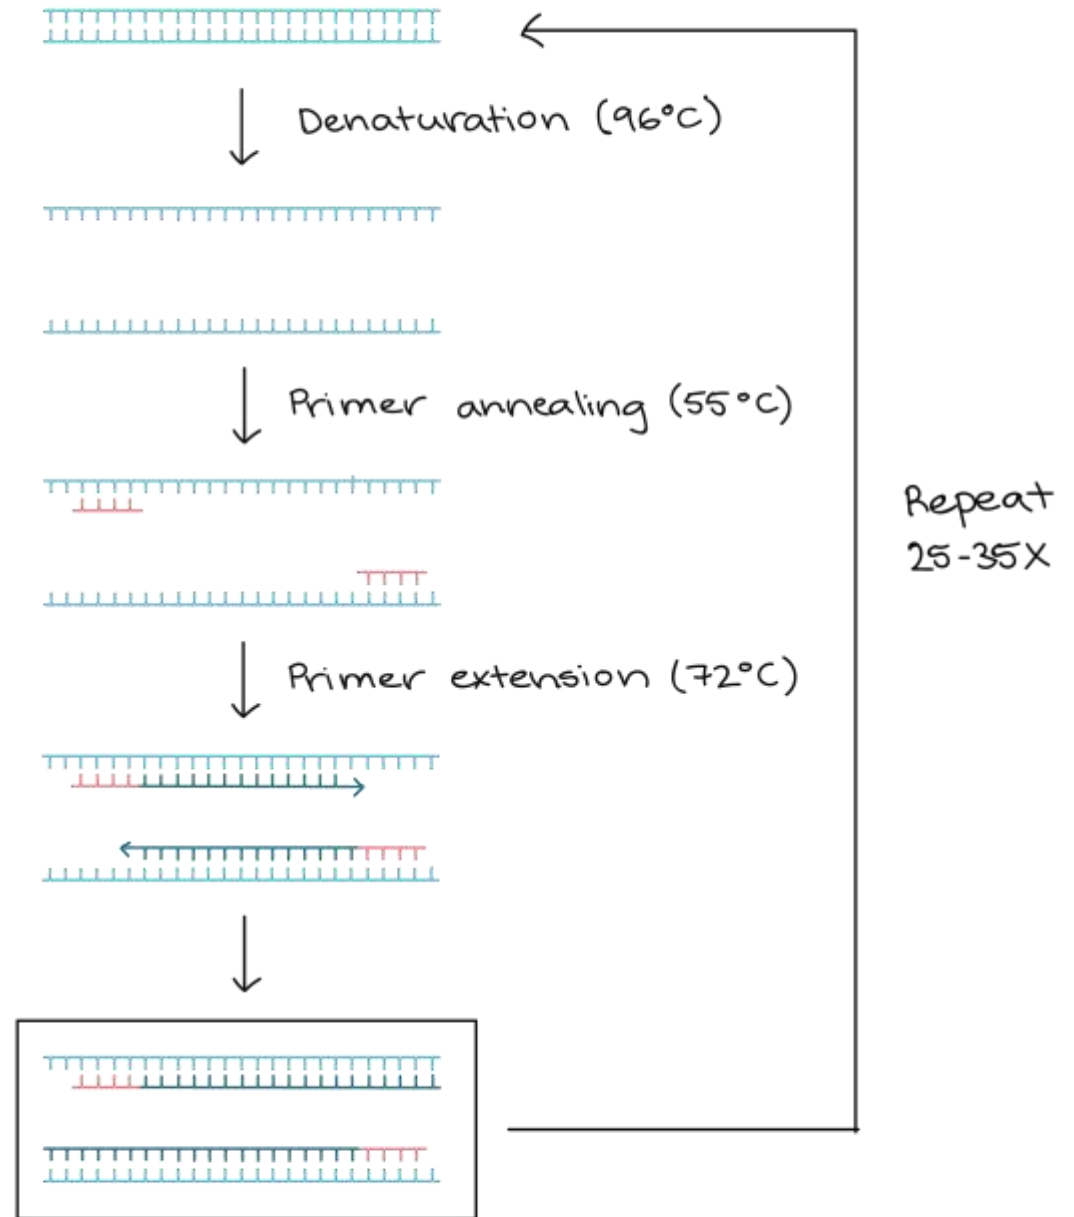 Denaturation (96°C)
Primer annealing (55°C)
Repeat
25-35X
Primer extension (72°C)